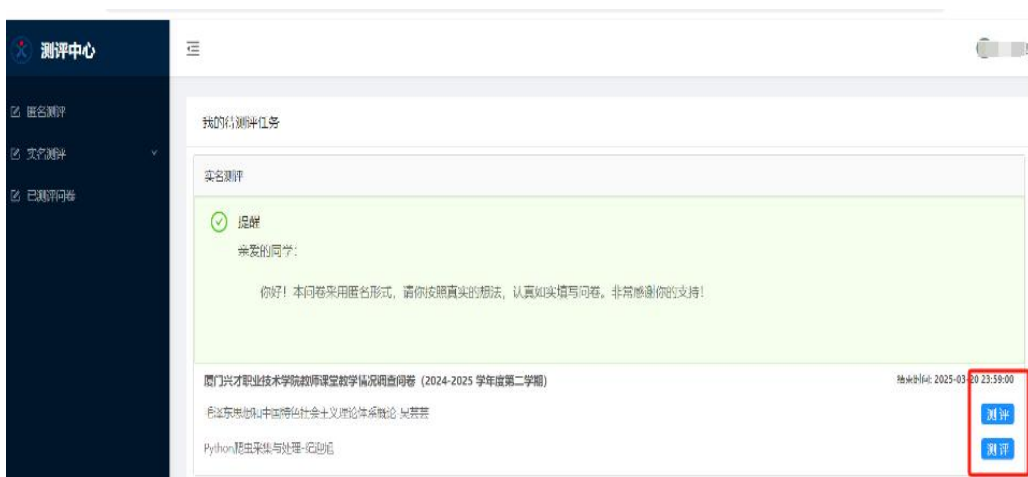 测评中心
匿名测评
实名测评
已测评问卷
我的待测评任务
实名测评
提醒
亲爱的同学：
你好！本问卷采用匿名形式，请你按照真实的想法，认真如实填写问卷。非常感谢你的支持！
厦门兴才职业技术学院教师课堂教学情况调查问卷（2024-2025 学年度第二学期） 结束时间: 2025-03-20 23:59:00
毛泽东思想和中国特色社会主义理论体系概论 吴芸芸 测 评
Python爬虫采集与处理-纪迎旭 测 评